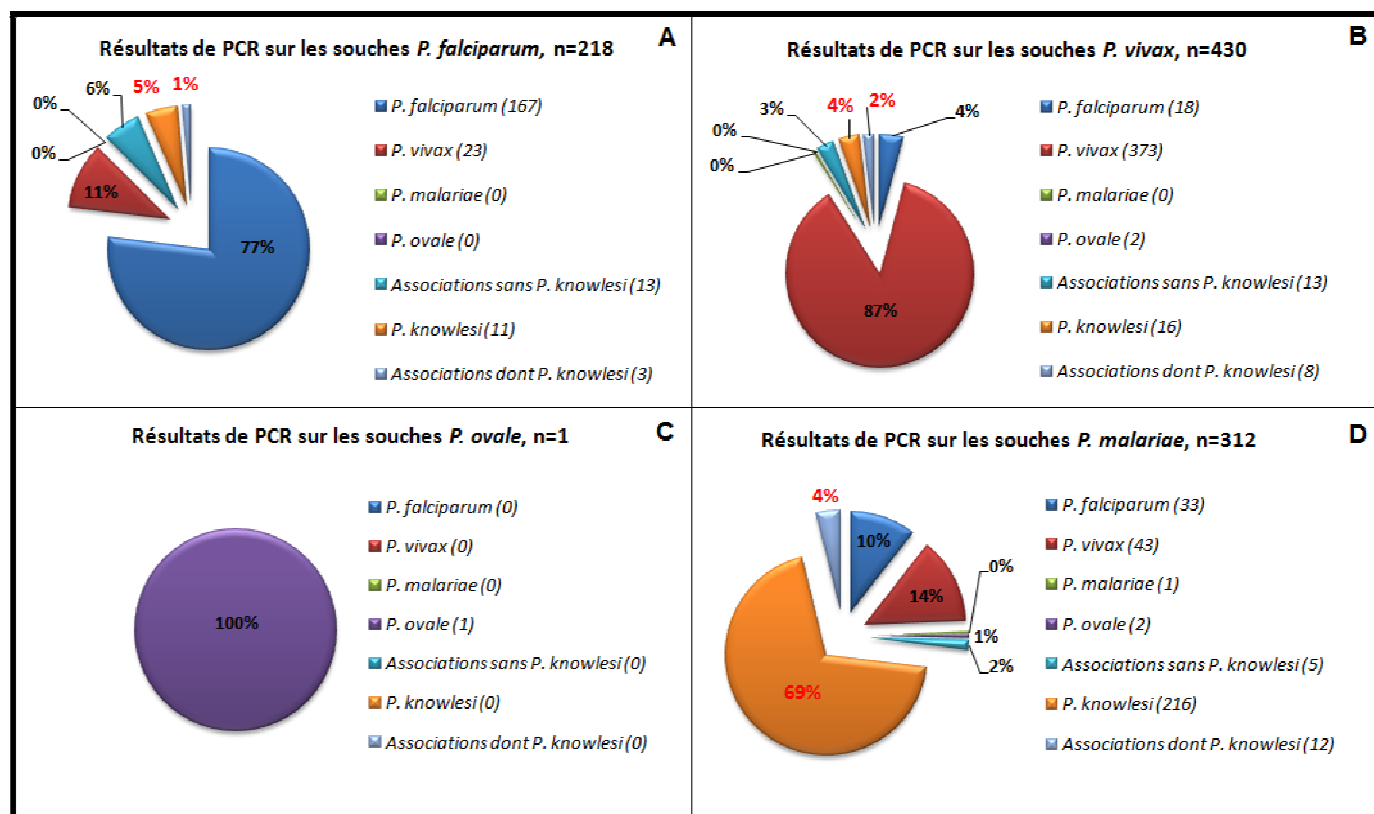 Résultats de PCR sur les souches P. falciparum, n=218
A
0%
0%
6%
5%
1%
11%
77%
P. falciparum (167)
P. vivax (23)
P. malariae (0)
P. ovale (0)
Associations sans P. knowlesi (13)
P. knowlesi (11)
Associations dont P. knowlesi (3)
Résultats de PCR sur les souches P. vivax, n=430
B
0%
0%
3%
4%
2%
4%
87%
P. falciparum (18)
P. vivax (373)
P. malariae (0)
P. ovale (2)
Associations sans P. knowlesi (13)
P. knowlesi (16)
Associations dont P. knowlesi (8)
Résultats de PCR sur les souches P. ovale, n=1
C
100%
P. falciparum (0)
P. vivax (0)
P. malariae (0)
P. ovale (1)
Associations sans P. knowlesi (0)
P. knowlesi (0)
Associations dont P. knowlesi (0)
Résultats de PCR sur les souches P. malariae, n=312
D
4%
10%
14%
0%
1%
2%
69%
P. falciparum (33)
P. vivax (43)
P. malariae (1)
P. ovale (2)
Associations sans P. knowlesi (5)
P. knowlesi (216)
Associations dont P. knowlesi (12)